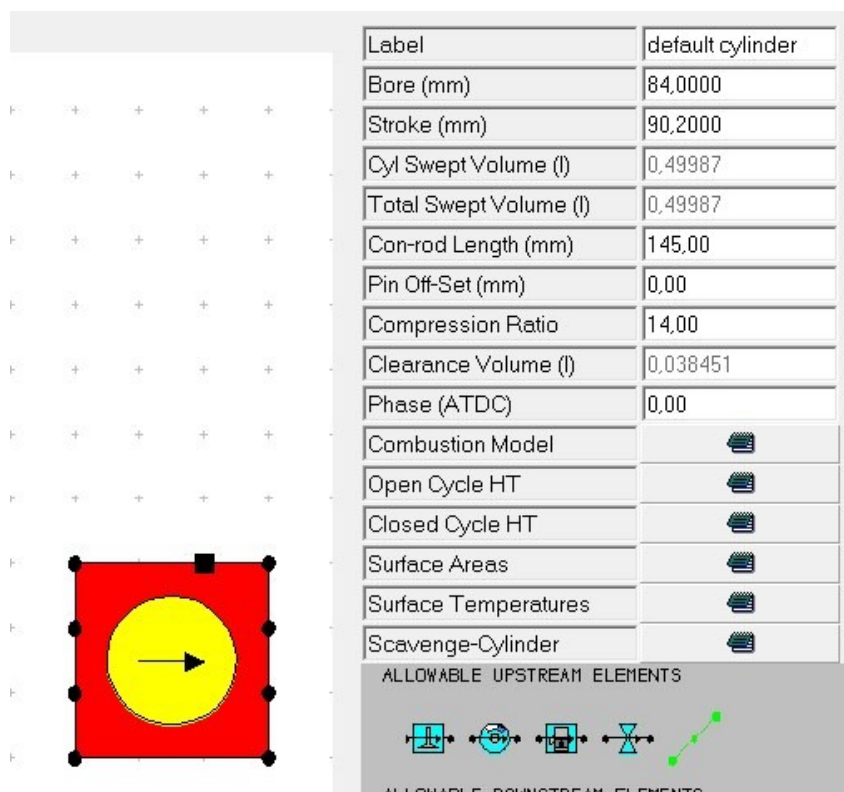 Label default cylinder
Bore (mm) 84,0000
Stroke (mm) 90,2000
Cyl Swept Volume (l) 0,49987
Total Swept Volume (l) 0,49987
Con-rod Length (mm) 145,00
Pin Off-Set (mm) 0,00
Compression Ratio 14,00
Clearance Volume (l) 0,038451
Phase (ATDC) 0,00
Combustion Model
Open Cycle HT
Closed Cycle HT
Surface Areas
Surface Temperatures
Scavenge-Cylinder
ALLOWABLE UPSTREAM ELEMENTS
ALLOWABLE DOWNSTREAM ELEMENTS